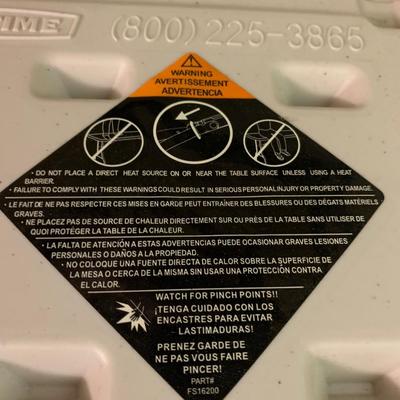 IME (800) 225-3865
WARNING
AVERTISSEMENT
ADVERTENCIA
• DO NOT PLACE A DIRECT HEAT SOURCE ON OR NEAR THE TABLE SURFACE UNLESS USING A HEAT
BARRIER.
• FAILURE TO COMPLY WITH THESE WARNINGS COULD RESULT IN SERIOUS PERSONAL INJURY OR PROPERTY DAMAGE.
• LE FAIT DE NE PAS RESPECTER CES MISES EN GARDE PEUT ENTRAÎNER DES BLESSURES OU DES DÉGATS MATÉRIELS
GRAVES.
• NE PLACEZ PAS DE SOURCE DE CHALEUR DIRECTEMENT SUR OU PRÈS DE LA TABLE SANS UTILISER DE
QUOI PROTÉGER LA TABLE DE LA CHALEUR.
• LA FALTA DE ATENCIÓN A ESTAS ADVERTENCIAS PUEDE OCASIONAR GRAVES LESIONES
PERSONALES O DAÑOS A LA PROPIEDAD.
• NO COLOQUE UNA FUENTE DIRECTA DE CALOR SOBRE LA SUPERFICIE DE
LA MESA O CERCA DE LA MISMA SIN USAR UNA PROTECCIÓN CONTRA
EL CALOR.
WATCH FOR PINCH POINTS!!
¡TENGA CUIDADO CON LOS
ENCASTRES PARA EVITAR
LASTIMADURAS!
PRENEZ GARDE DE
NE PAS VOUS FAIRE
PINCER!
PART#
FS16200